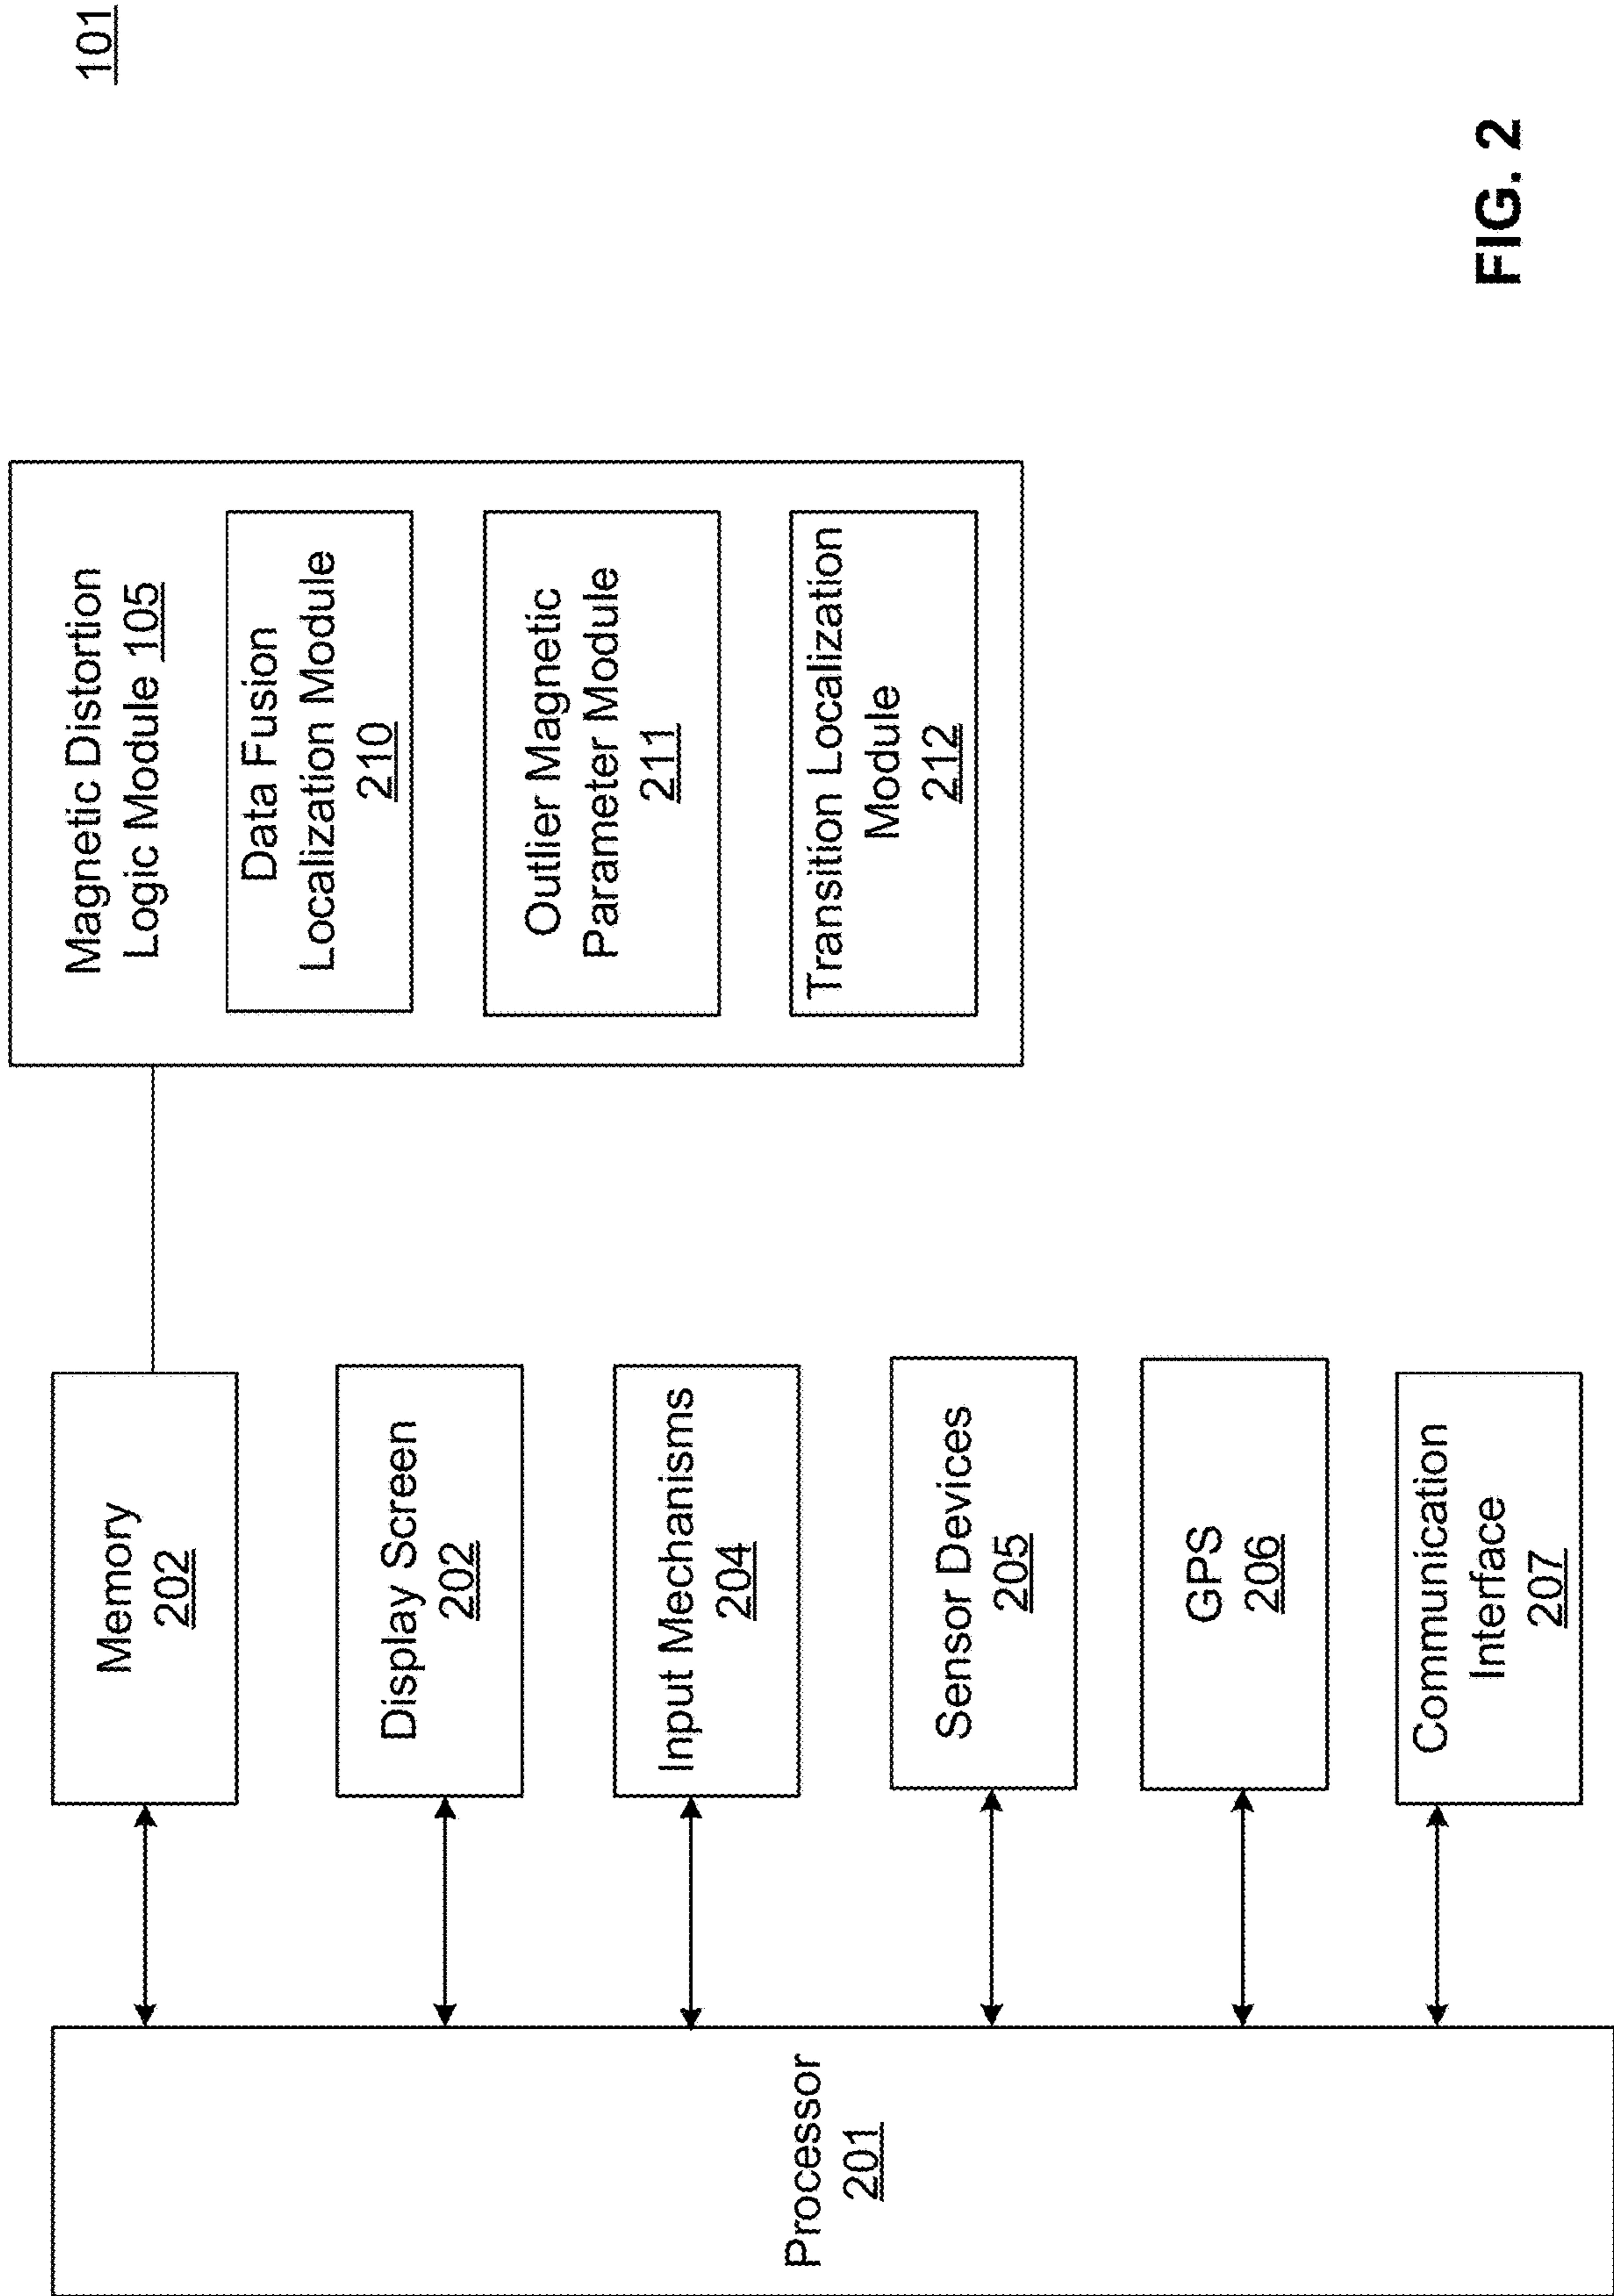 101
Processor
201
Memory
202
Display Screen
202
Input Mechanisms
204
Sensor Devices
205
GPS
206
Communication
Interface
207
Magnetic Distortion
Logic Module 105
Data Fusion
Localization Module
210
Outlier Magnetic
Parameter Module
211
Transition Localization
Module
212
FIG. 2